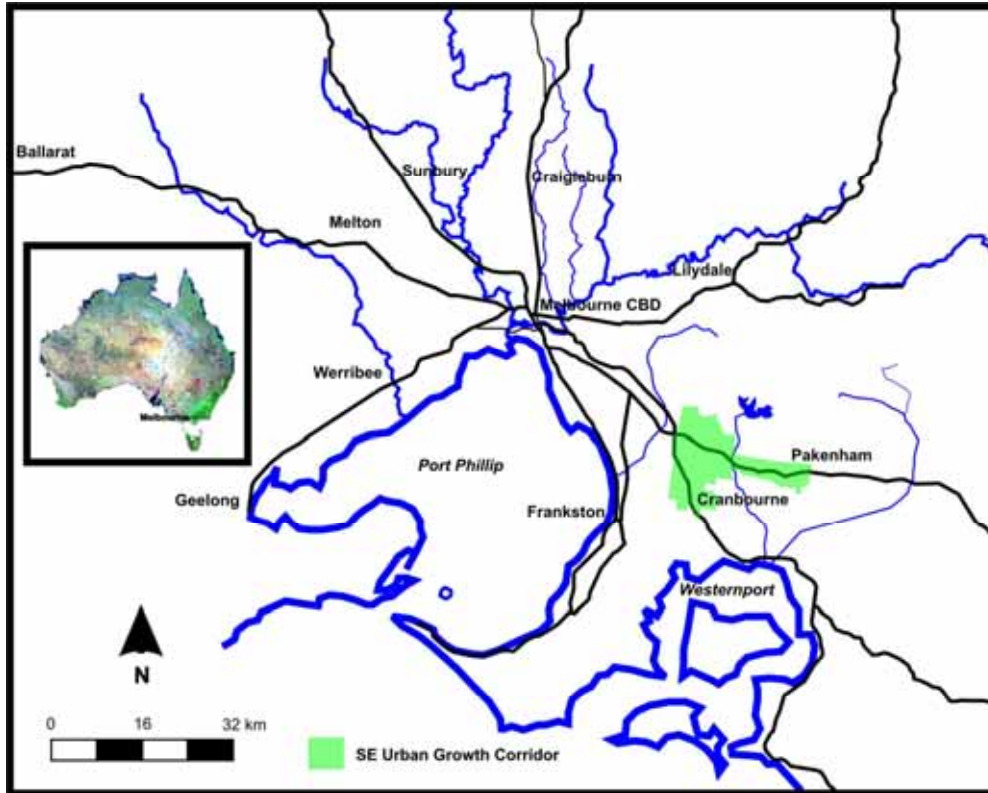 Ballarat
Sunbury
Craigieburn
Melton
Lilydale
Melbourne CBD
Werribee
Melbourne
Port Phillip
Pakenham
Geelong
Frankston
Cranbourne
Westernport
N
0 16 32 km
SE Urban Growth Corridor